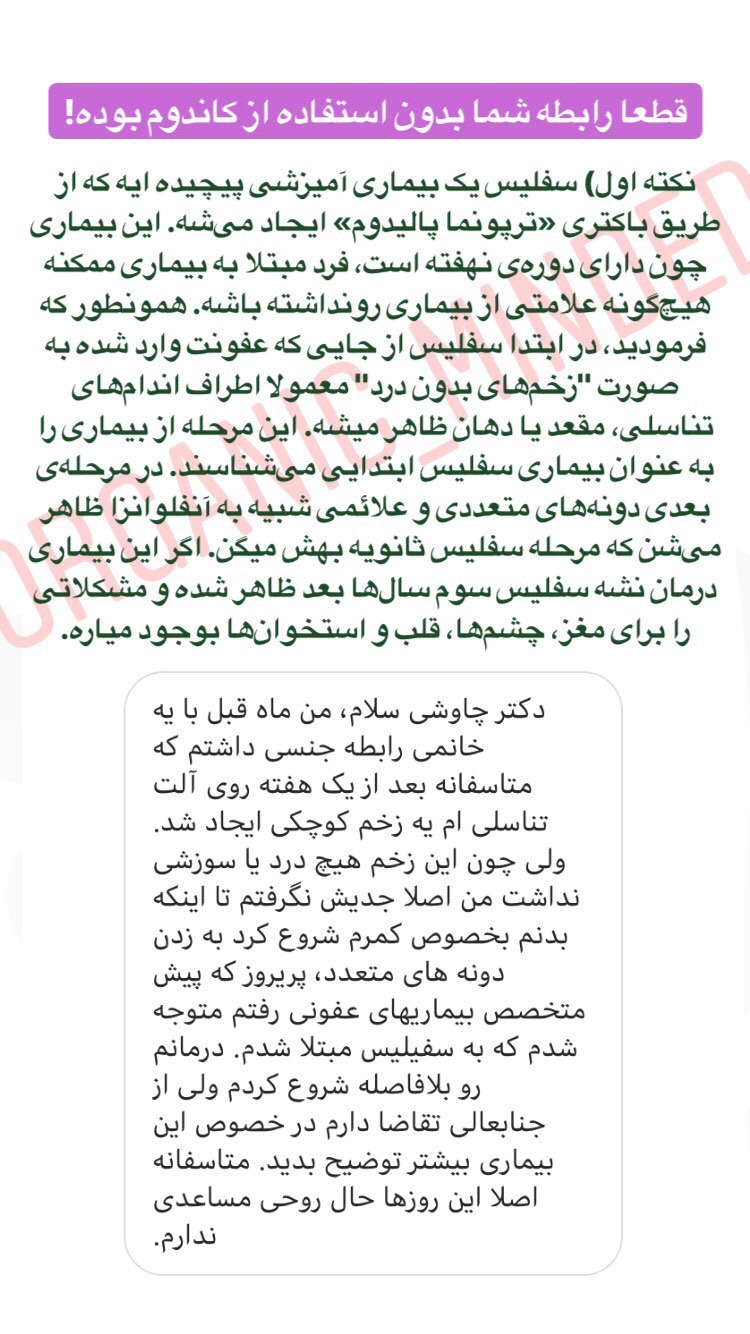 قطعا رابطه شما بدون استفاده از کاندوم بوده!
نکته اول) سفلیس یک بیماری آمیزشی پیچیده ایه که از
طریق باکتری «ترپونما پالیدوم» ایجاد می‌شه. این بیماری
چون دارای دوره‌ی نهفته است، فرد مبتلا به بیماری ممکنه
هیچ‌گونه علامتی از بیماری رونداشته باشه. همونطور که
فرمودید، در ابتدا سفلیس از جایی که عفونت وارد شده به
صورت "زخم‌های بدون درد" معمولا اطراف اندام‌های
تناسلی، مقعد یا دهان ظاهر میشه. این مرحله از بیماری را
به عنوان بیماری سفلیس ابتدایی می‌شناسند. در مرحله‌ی
بعدی دونه‌های متعددی و علائمی شبیه به آنفلوانزا ظاهر
می‌شن که مرحله سفلیس ثانویه بهش میگن. اگر این بیماری
درمان نشه سفلیس سوم سال‌ها بعد ظاهر شده و مشکلاتی
را برای مغز، چشم‌ها، قلب و استخوان‌ها بوجود میاره.
ORGANIC_MINDED
دکتر چاوشی سلام، من ماه قبل با یه
خانمی رابطه جنسی داشتم که
متاسفانه بعد از یک هفته روی آلت
تناسلی ام یه زخم کوچکی ایجاد شد.
ولی چون این زخم هیچ درد یا سوزشی
نداشت من اصلا جدیش نگرفتم تا اینکه
بدنم بخصوص کمرم شروع کرد به زدن
دونه های متعدد، پریروز که پیش
متخصص بیماریهای عفونی رفتم متوجه
شدم که به سفیلیس مبتلا شدم. درمانم
رو بلافاصله شروع کردم ولی از
جنابعالی تقاضا دارم در خصوص این
بیماری بیشتر توضیح بدید. متاسفانه
اصلا این روزها حال روحی مساعدی
ندارم.